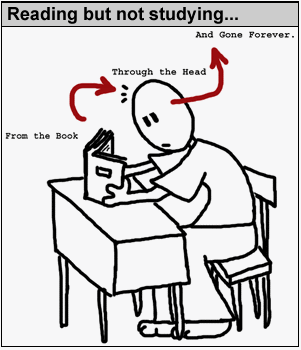 Reading but not studying...
And Gone Forever.
Through the Head
From the Book